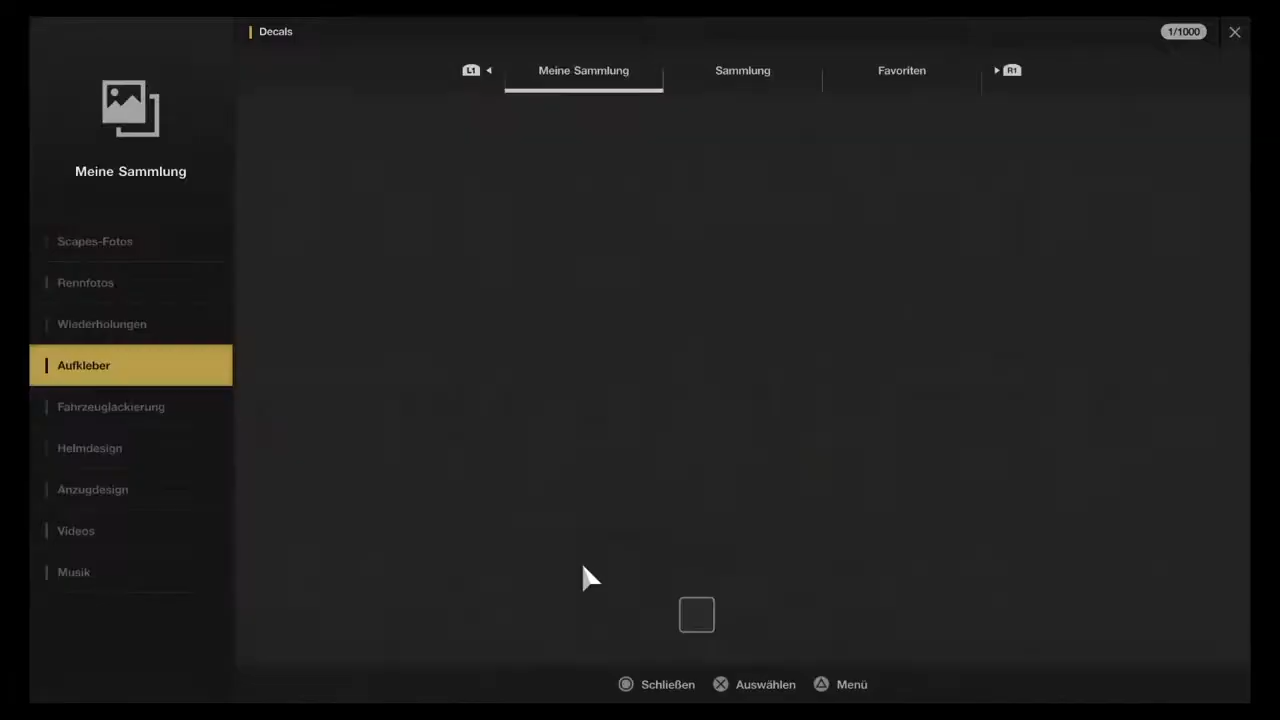 Decals
1/1000
L1
Meine Sammlung
Sammlung
Favoriten
R1
Meine Sammlung
Scapes-Fotos
Rennfotos
Wiederholungen
Aufkleber
Fahrzeuglackierung
Helmdesign
Anzugdesign
Videos
Musik
Schließen
Auswählen
Menü